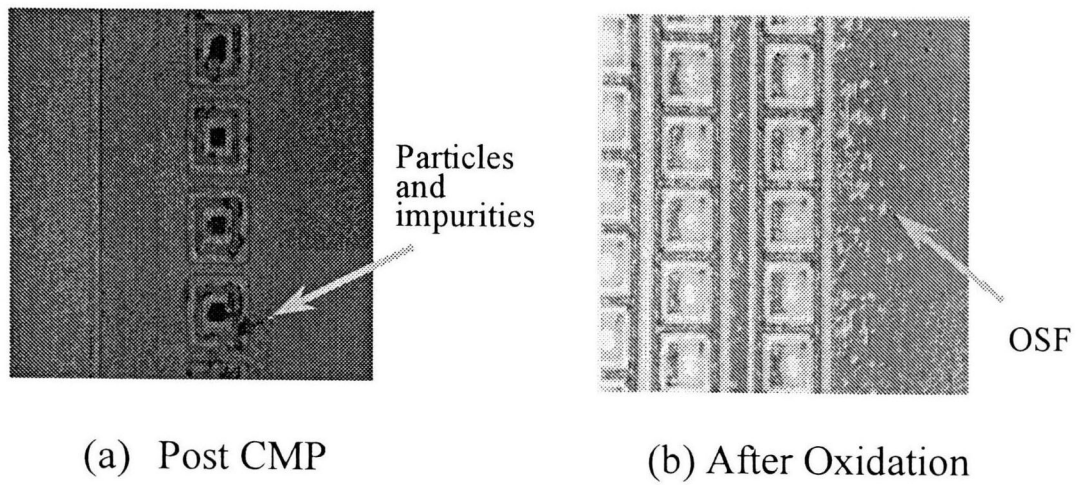 Particles
and
impurities
OSF
(a) Post CMP
(b) After Oxidation